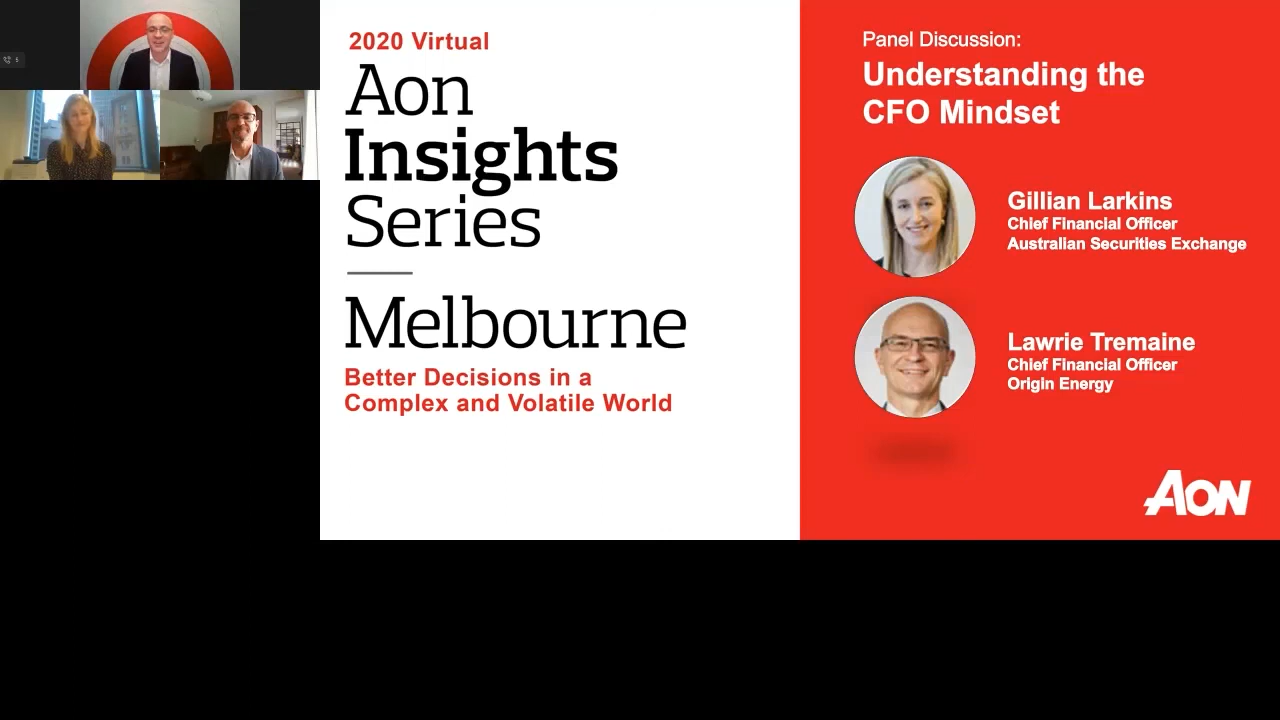 2020 Virtual
Aon
Insights
Series
Melbourne
Better Decisions in a
Complex and Volatile World
Panel Discussion:
Understanding the
CFO Mindset
Gillian Larkins
Chief Financial Officer
Australian Securities Exchange
Lawrie Tremaine
Chief Financial Officer
Origin Energy
AON